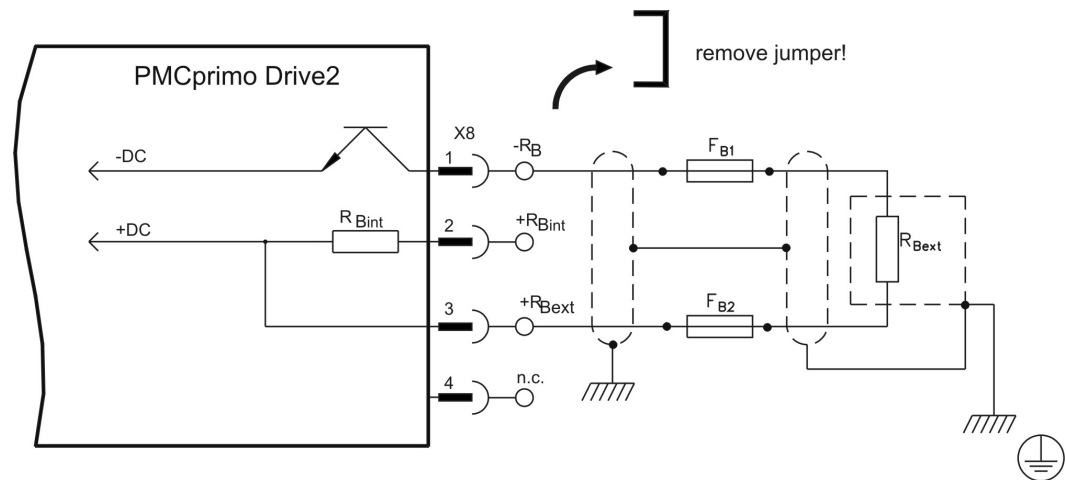 remove jumper!
PMCprimo Drive2
X8
-DC
1
-RB
FB1
+DC
RBint
2
+RBint
RBext
3
+RBext
FB2
4
n.c.